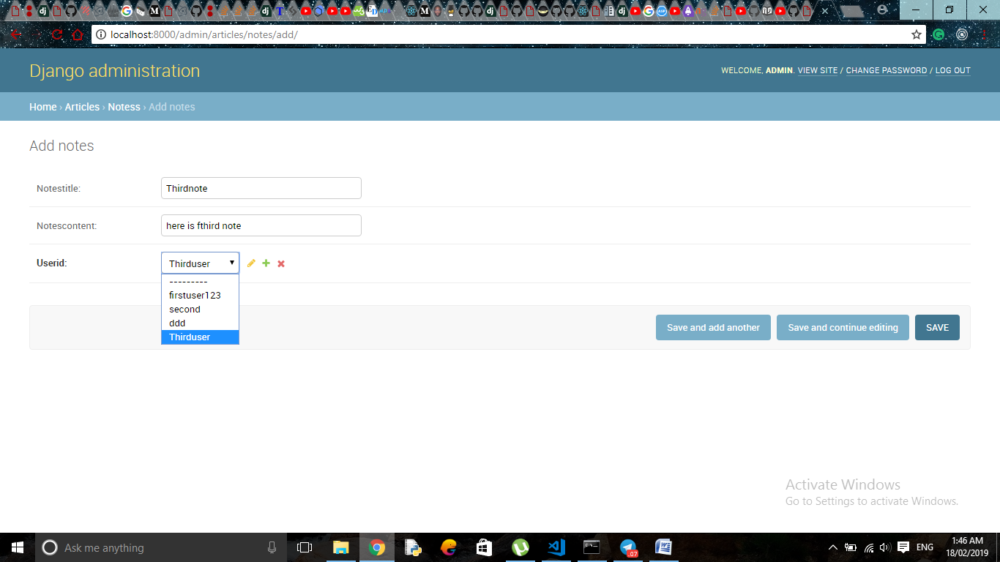 localhost:8000/admin/articles/notes/add/
Django administration
WELCOME, ADMIN. VIEW SITE / CHANGE PASSWORD / LOG OUT
Home › Articles › Notess › Add notes
Add notes
Notestitle:
Thirdnote
Notescontent:
here is fthird note
Userid:
Thirduser
---------
firstuser123
second
ddd
Thirduser
Save and add another
Save and continue editing
SAVE
Activate Windows
Go to Settings to activate Windows.
Ask me anything
ENG
1:46 AM
18/02/2019